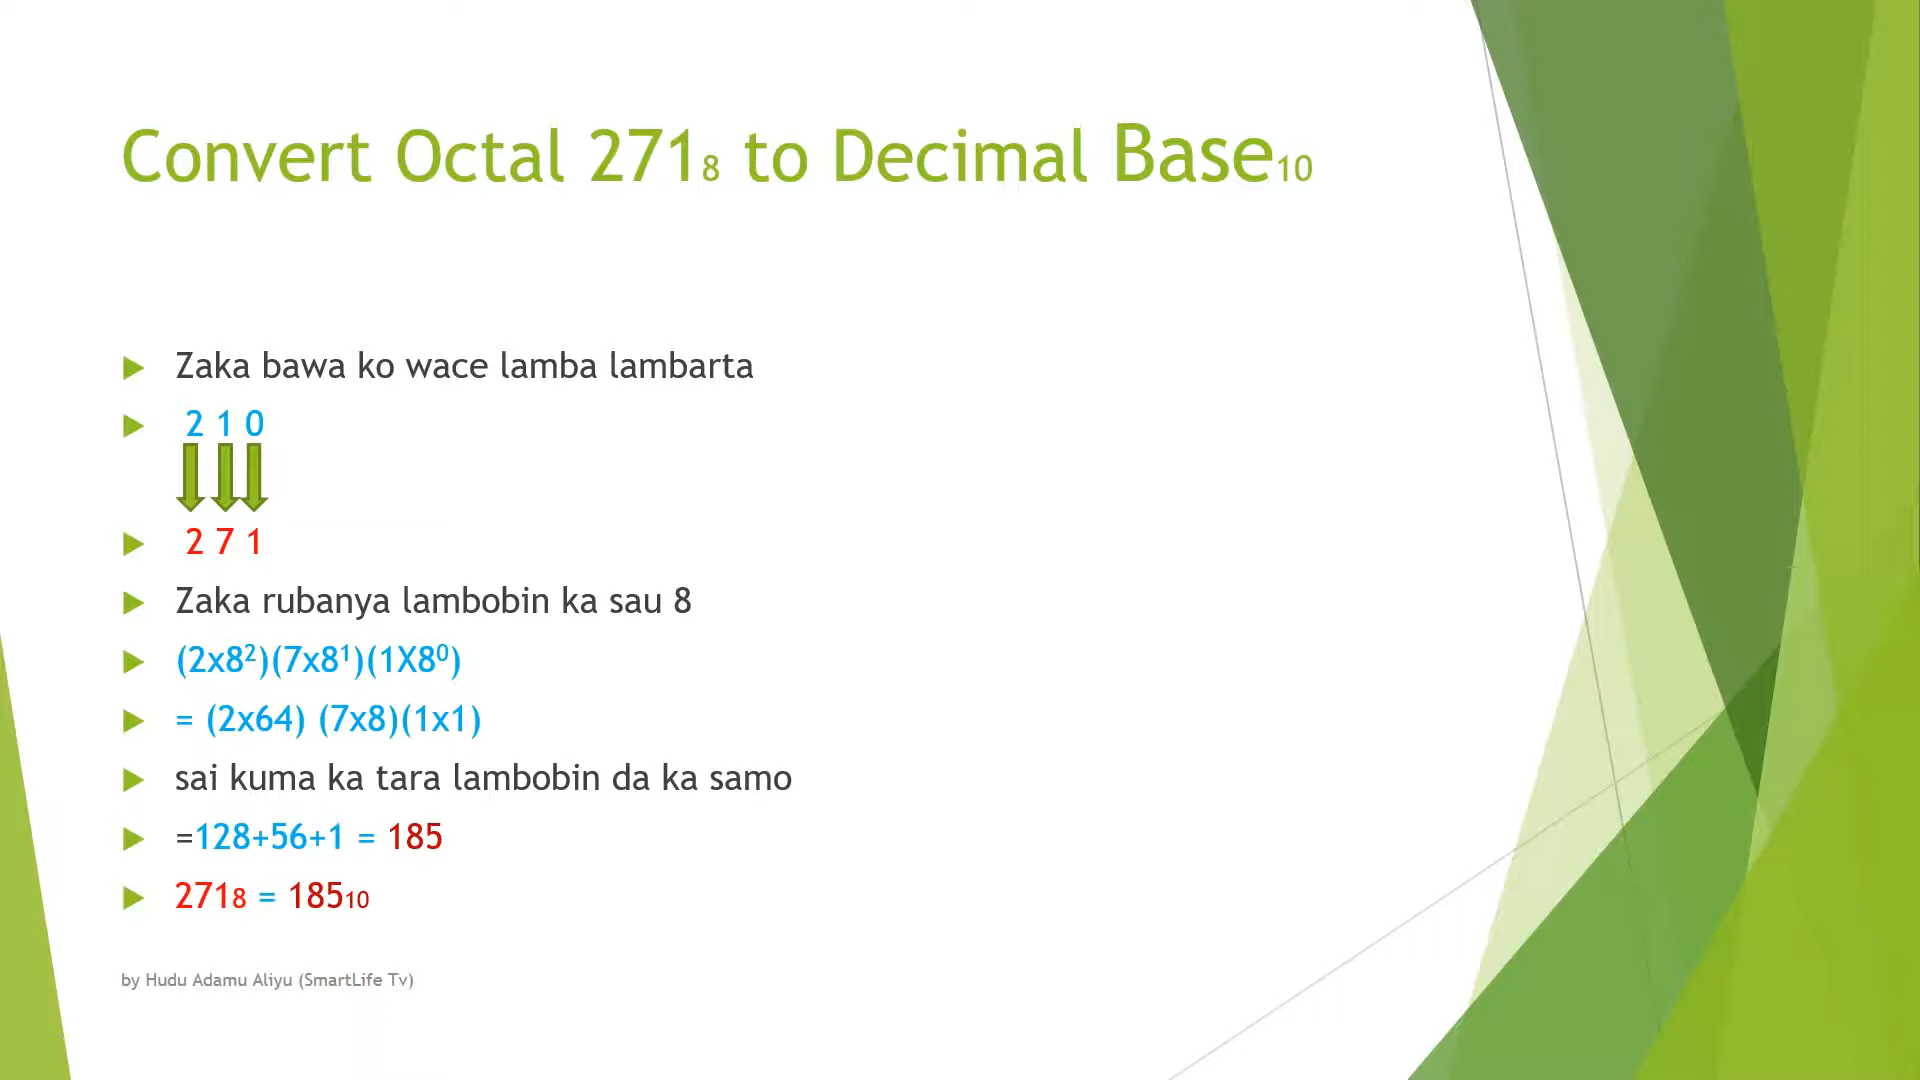 Convert Octal 271₈ to Decimal Base₁₀
Zaka bawa ko wace lamba lambarta
2 1 0
2 7 1
Zaka rubanya lambobin ka sau 8
(2x8²)(7x8¹)(1X8⁰)
= (2x64) (7x8)(1x1)
sai kuma ka tara lambobin da ka samo
=128+56+1 = 185
271₈ = 185₁₀
by Hudu Adamu Aliyu (SmartLife Tv)